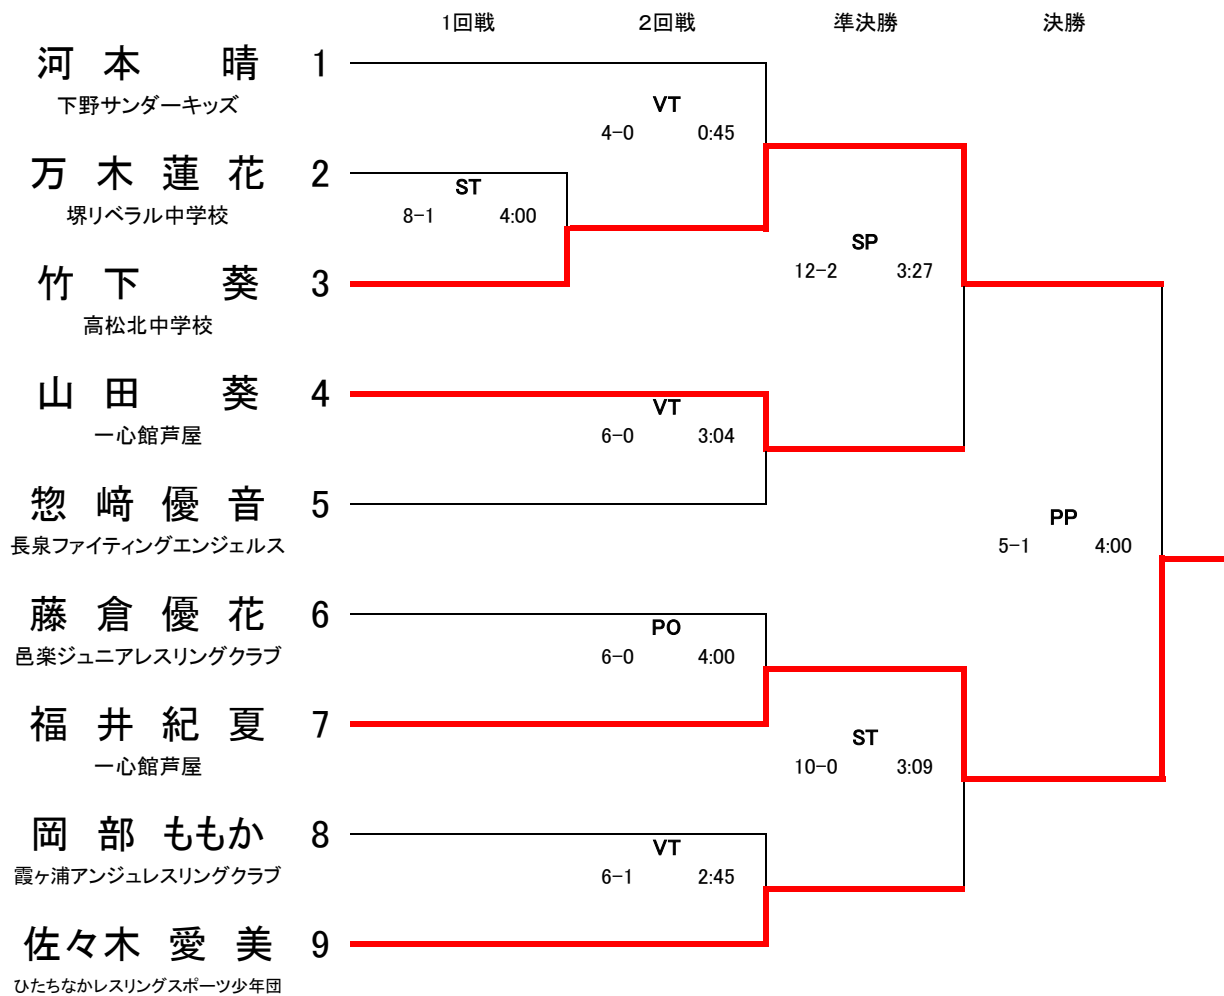 1回戦 2回戦 準決勝 決勝
河本 晴 1
下野サンダーキッズ
VT
4-0 0:45
万木蓮花 2
堺リベラル中学校
ST
8-1 4:00
SP
12-2 3:27
竹下 葵 3
高松北中学校
山田 葵 4
一心館芦屋
VT
6-0 3:04
惣﨑優音 5
長泉ファイティングエンジェルス
PP
5-1 4:00
藤倉優花 6
邑楽ジュニアレスリングクラブ
PO
6-0 4:00
福井紀夏 7
一心館芦屋
ST
10-0 3:09
岡部ももか 8
霞ヶ浦アンジュレスリングクラブ
VT
6-1 2:45
佐々木愛美 9
ひたちなかレスリングスポーツ少年団